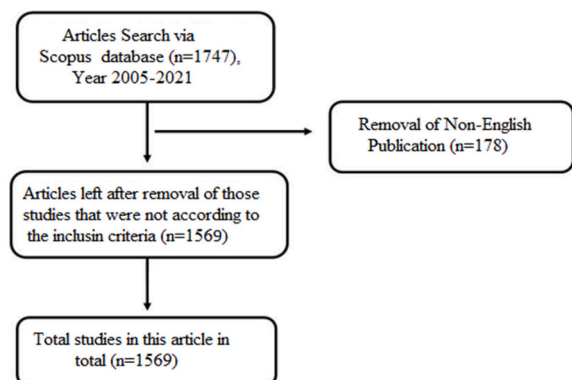 Articles Search via
Scopus database (n=1747),
Year 2005-2021
Removal of Non-English
Publication (n=178)
Articles left after removal of those
studies that were not according to
the inclusin criteria (n=1569)
Total studies in this article in
total (n=1569)